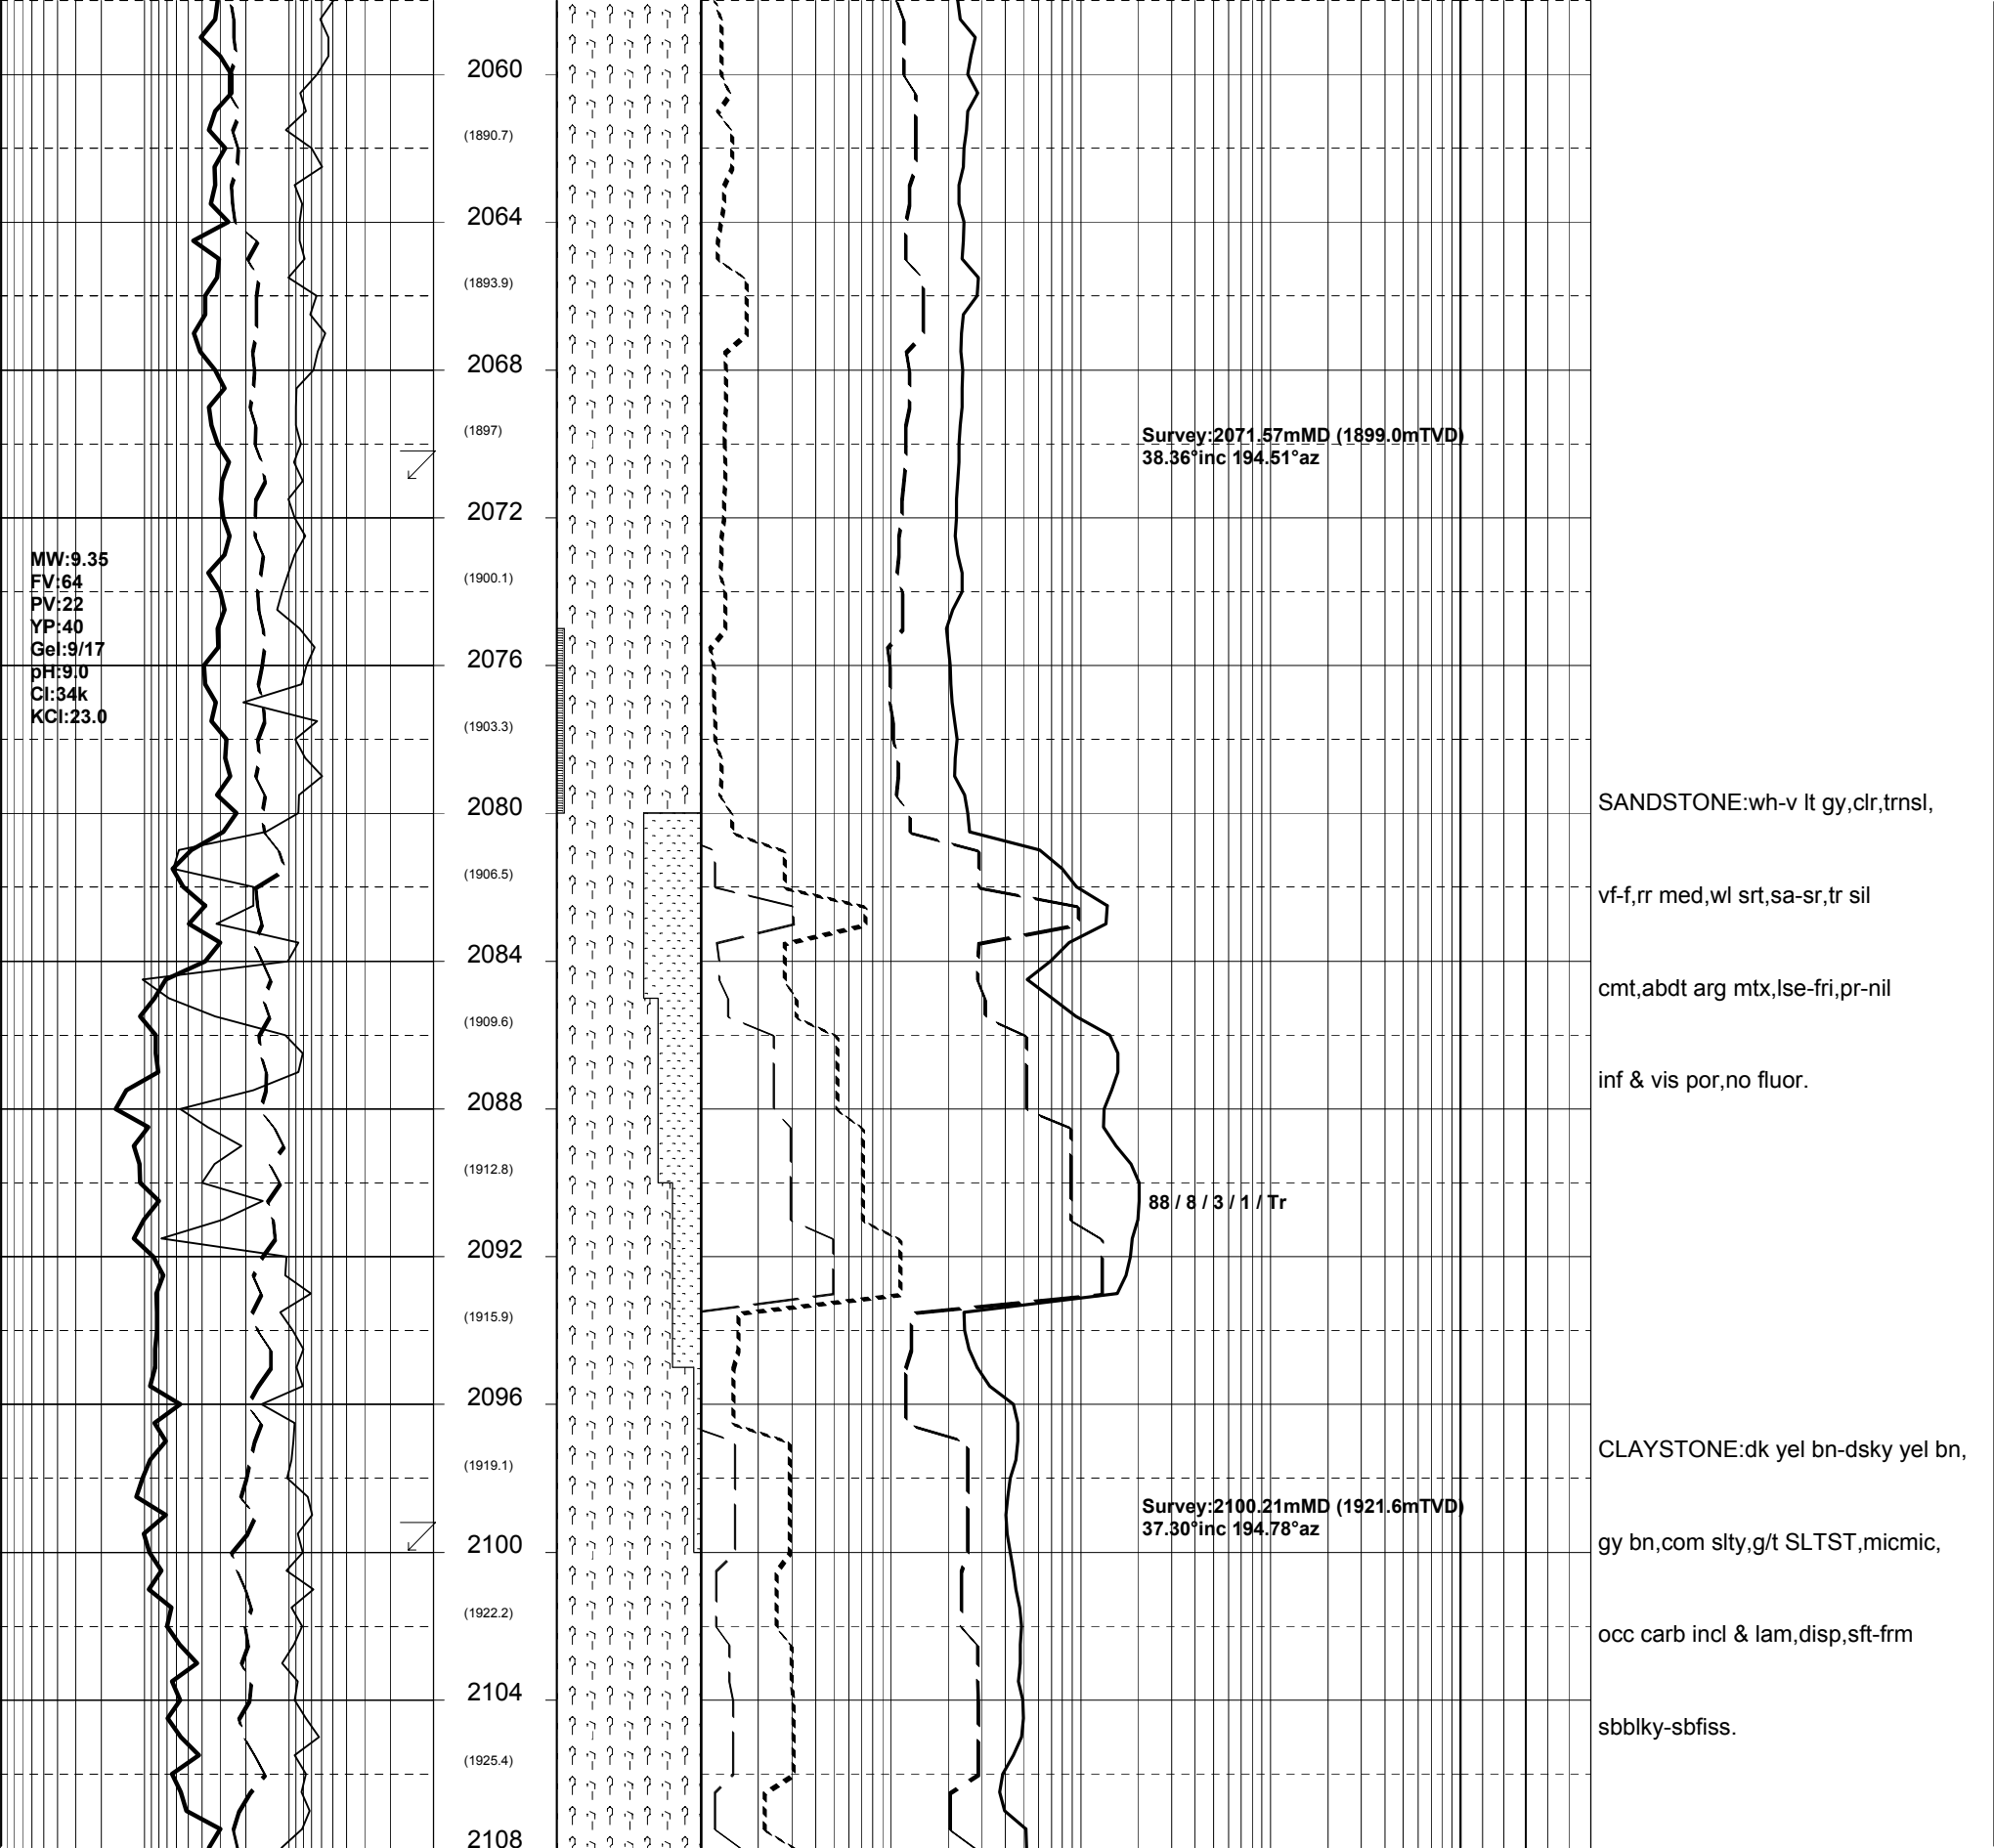 2060
(1890.7)
2064
(1893.9)
2068
(1897)
Survey:2071.57mMD (1899.0mTVD)
38.36°inc 194.51°az
2072
MW:9.35
FV:64
PV:22
YP:40
Gel:9/17
pH:9.0
Cl:34k
KCl:23.0
(1900.1)
2076
(1903.3)
2080
SANDSTONE:wh-v lt gy,clr,trnsl,
(1906.5)
vf-f,rr med,wl srt,sa-sr,tr sil
2084
cmt,abdt arg mtx,lse-fri,pr-nil
(1909.6)
inf & vis por,no fluor.
2088
(1912.8)
88 / 8 / 3 / 1 / Tr
2092
(1915.9)
2096
CLAYSTONE:dk yel bn-dsky yel bn,
(1919.1)
Survey:2100.21mMD (1921.6mTVD)
37.30°inc 194.78°az
2100
gy bn,com slty,g/t SLTST,micmic,
(1922.2)
occ carb incl & lam,disp,sft-frm
2104
sbblky-sbfiss.
(1925.4)
2108